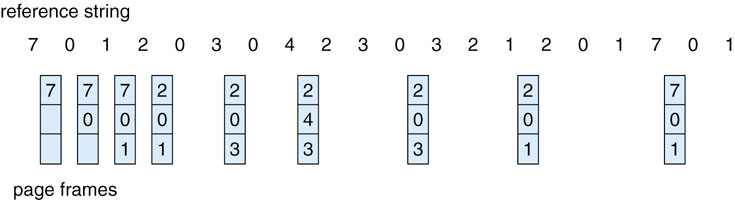 reference string
7 0 1 2 0 3 0 4 2 3 0 3 2 1 2 0 1 7 0 1
7 7 7 2 2 2 2 2 7
0 0 0 0 4 0 0 0
1 1 3 3 3 1 1
page frames